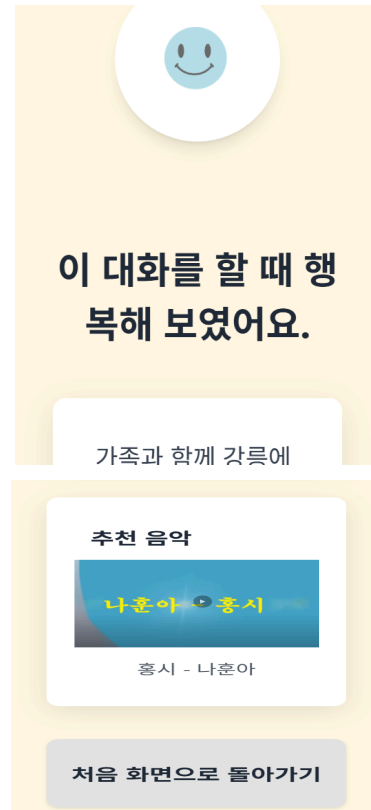 이 대화를 할 때 행
복해 보였어요.
가족과 함께 강릉에
추천 음악
나훈아 - 홍시
홍시 - 나훈아
처음 화면으로 돌아가기